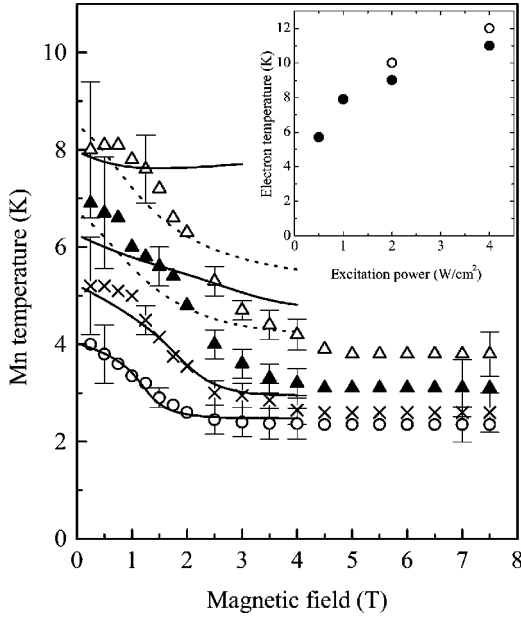 10
8
6
4
2
0
Mn temperature (K)
0 1 2 3 4 5 6 7 8
Magnetic field (T)
12
10
8
6
4
2
0
Electron temperature (K)
0 1 2 3 4
Excitation power (W/cm²)